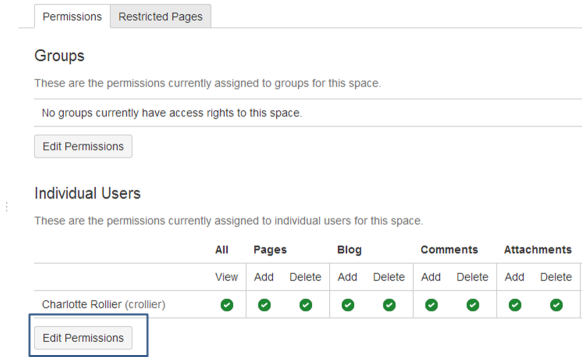 Permissions Restricted Pages
Groups
These are the permissions currently assigned to groups for this space.
No groups currently have access rights to this space.
Edit Permissions
Individual Users
These are the permissions currently assigned to individual users for this space.
All Pages Blog Comments Attachments
View Add Delete Add Delete Add Delete Add Delete
Charlotte Rollier (crollier)
Edit Permissions